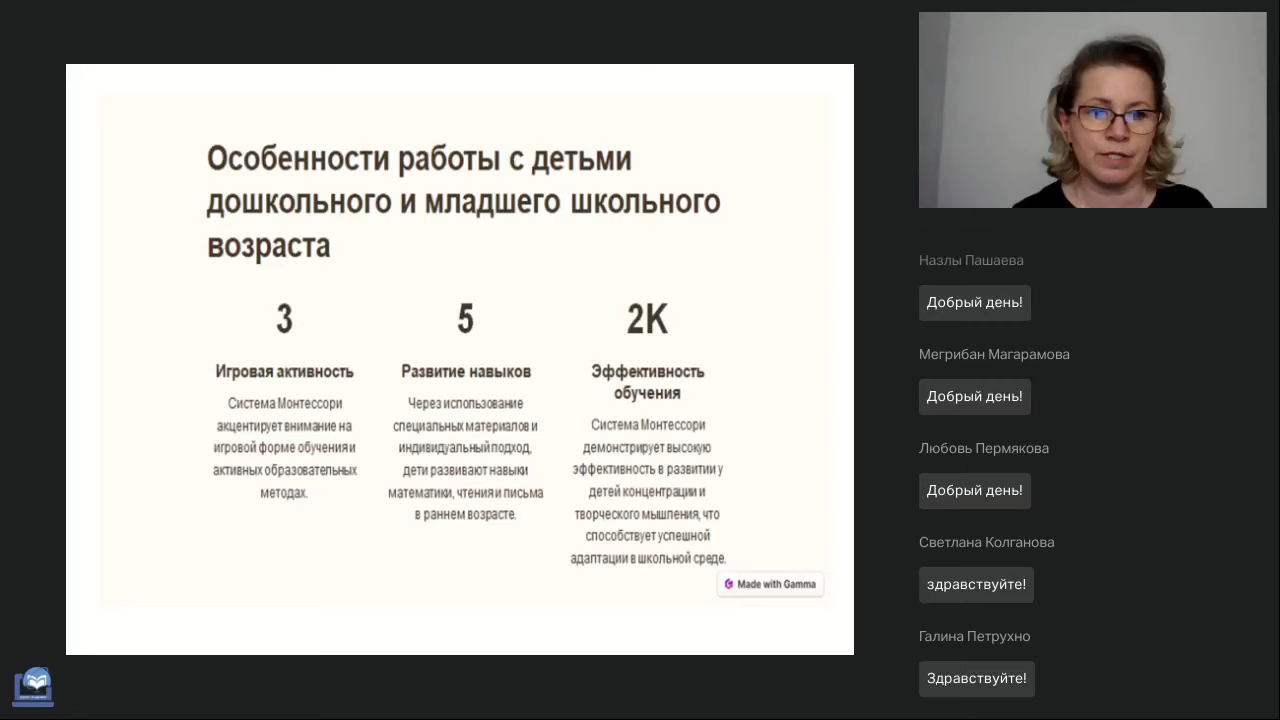 Особенности работы с детьми
дошкольного и младшего школьного
возраста
3
Игровая активность
Система Монтессори
акцентирует внимание на
игровой форме обучения и
активных образовательных
методах.
5
Развитие навыков
Через использование
специальных материалов и
индивидуальный подход,
дети развивают навыки
математики, чтения и письма
в раннем возрасте.
2K
Эффективность
обучения
Система Монтессори
демонстрирует высокую
эффективность в развитии у
детей концентрации и
творческого мышления, что
способствует успешной
адаптации в школьной среде.
Made with Gamma
Назлы Пашаева
Добрый день!
Мегрибан Магарамова
Добрый день!
Любовь Пермякова
Добрый день!
Светлана Колганова
здравствуйте!
Галина Петрухно
Здравствуйте!